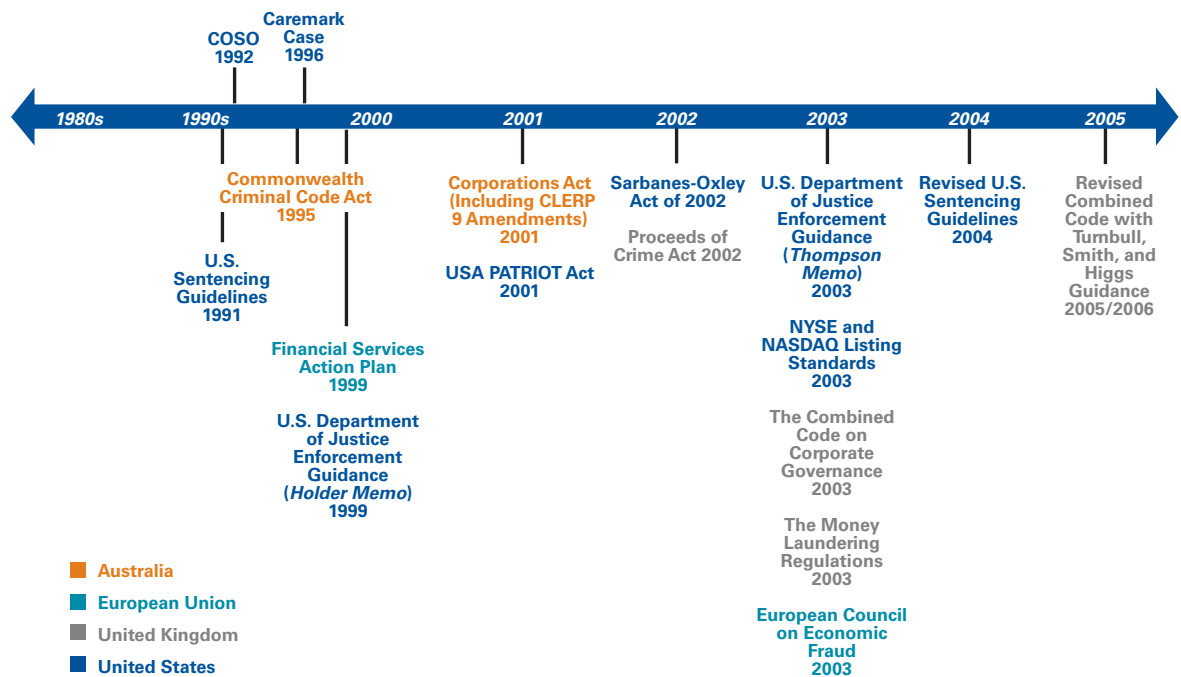 COSO
1992
Caremark
Case
1996
1980s
1990s
2000
2001
2002
2003
2004
2005
Commonwealth
Criminal Code Act
1995
U.S.
Sentencing
Guidelines
1991
Financial Services
Action Plan
1999
U.S. Department
of Justice
Enforcement
Guidance
(Holder Memo)
1999
Corporations Act
(Including CLERP
9 Amendments)
2001
USA PATRIOT Act
2001
Sarbanes-Oxley
Act of 2002
Proceeds of
Crime Act 2002
U.S. Department
of Justice
Enforcement
Guidance
(Thompson
Memo)
2003
NYSE and
NASDAQ Listing
Standards
2003
The Combined
Code on
Corporate
Governance
2003
The Money
Laundering
Regulations
2003
European Council
on Economic
Fraud
2003
Revised U.S.
Sentencing
Guidelines
2004
Revised
Combined
Code with
Turnbull,
Smith, and
Higgs
Guidance
2005/2006
Australia
European Union
United Kingdom
United States